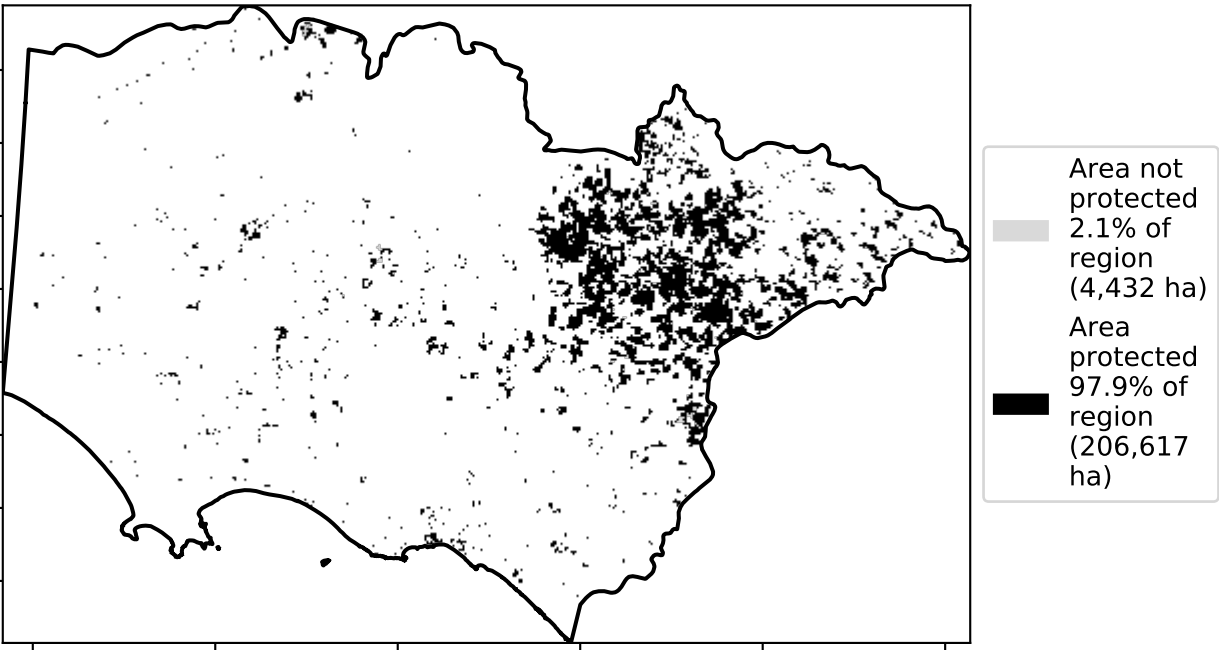 Area not
protected
2.1% of
region
(4,432 ha)
Area
protected
97.9% of
region
(206,617
ha)